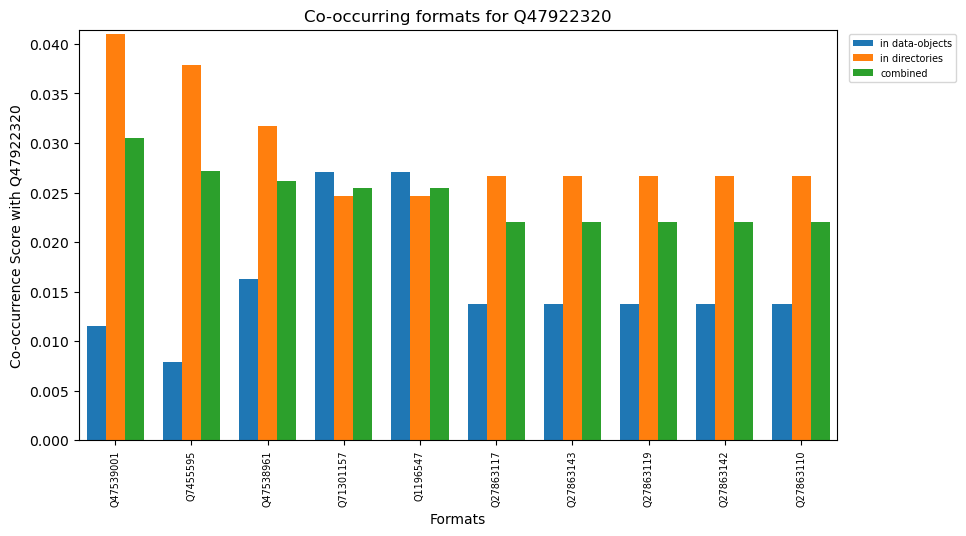 Co-occurring formats for Q47922320
Co-occurrence Score with Q47922320
0.040
0.035
0.030
0.025
0.020
0.015
0.010
0.005
0.000
in data-objects
in directories
combined
Q47539001
Q7455595
Q47538961
Q71301157
Q1196547
Q27863117
Q27863143
Q27863119
Q27863142
Q27863110
Formats